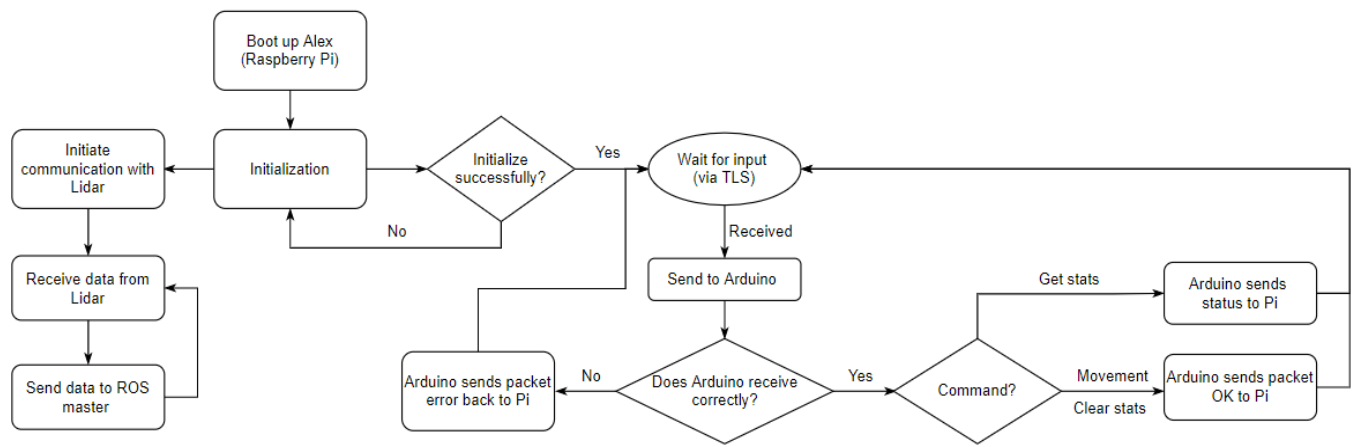 Boot up Alex
(Raspberry Pi)
Initiate
communication with
Lidar
Initialization
Initialize
successfully?
Yes
Wait for input
(via TLS)
No
Received
Receive data from
Lidar
Send to Arduino
Get stats
Arduino sends
status to Pi
Send data to ROS
master
Arduino sends packet
error back to Pi
No
Does Arduino receive
correctly?
Yes
Command?
Movement
Clear stats
Arduino sends packet
OK to Pi